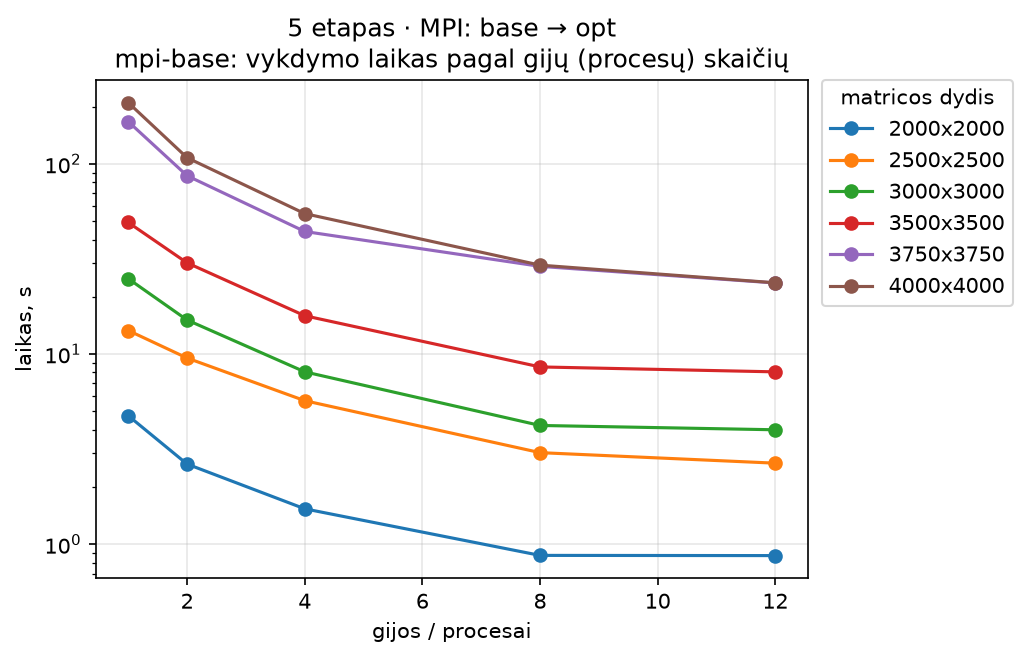 5 etapas · MPI: base → opt
mpi-base: vykdymo laikas pagal gijų (procesų) skaičių
matricos dydis
2000x2000
2500x2500
3000x3000
3500x3500
3750x3750
4000x4000
laikas, s
10²
10¹
10⁰
2 4 6 8 10 12
gijos / procesai